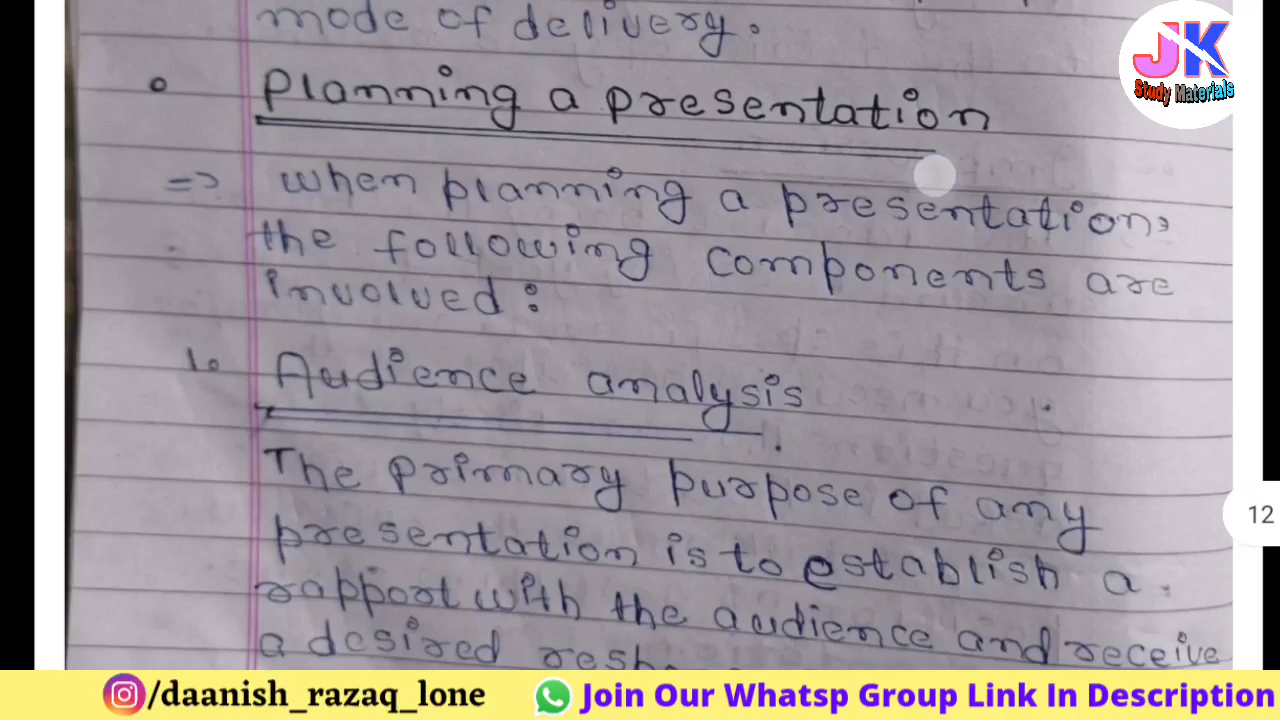 mode of delivery.
Planning a presentation
=> when planning a presentation,
the following components are
involved:
1. Audience analysis
The primary purpose of any
presentation is to establish a
rapport with the audience and receive
a desired
JK
Study Materials
12
/daanish_razaq_lone
Join Our Whatsp Group Link In Description